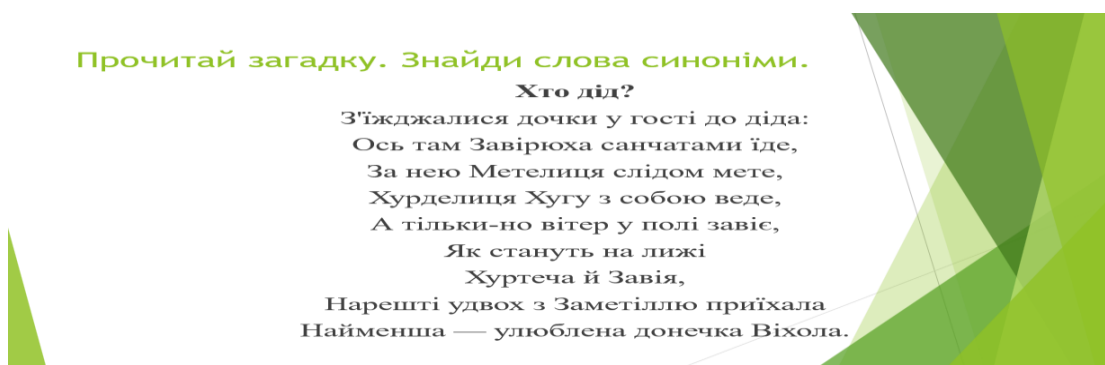 Прочитай загадку. Знайди слова синоніми.
Хто дід?
З'їжджалися дочки у гості до діда:
Ось там Завірюха санчатами їде,
За нею Метелиця слідом мете,
Хурделиця Хугу з собою веде,
А тільки-но вітер у полі завіє,
Як стануть на лижі
Хуртеча й Завія,
Нарешті удвох з Заметіллю приїхала
Найменша — улюблена донечка Віхола.